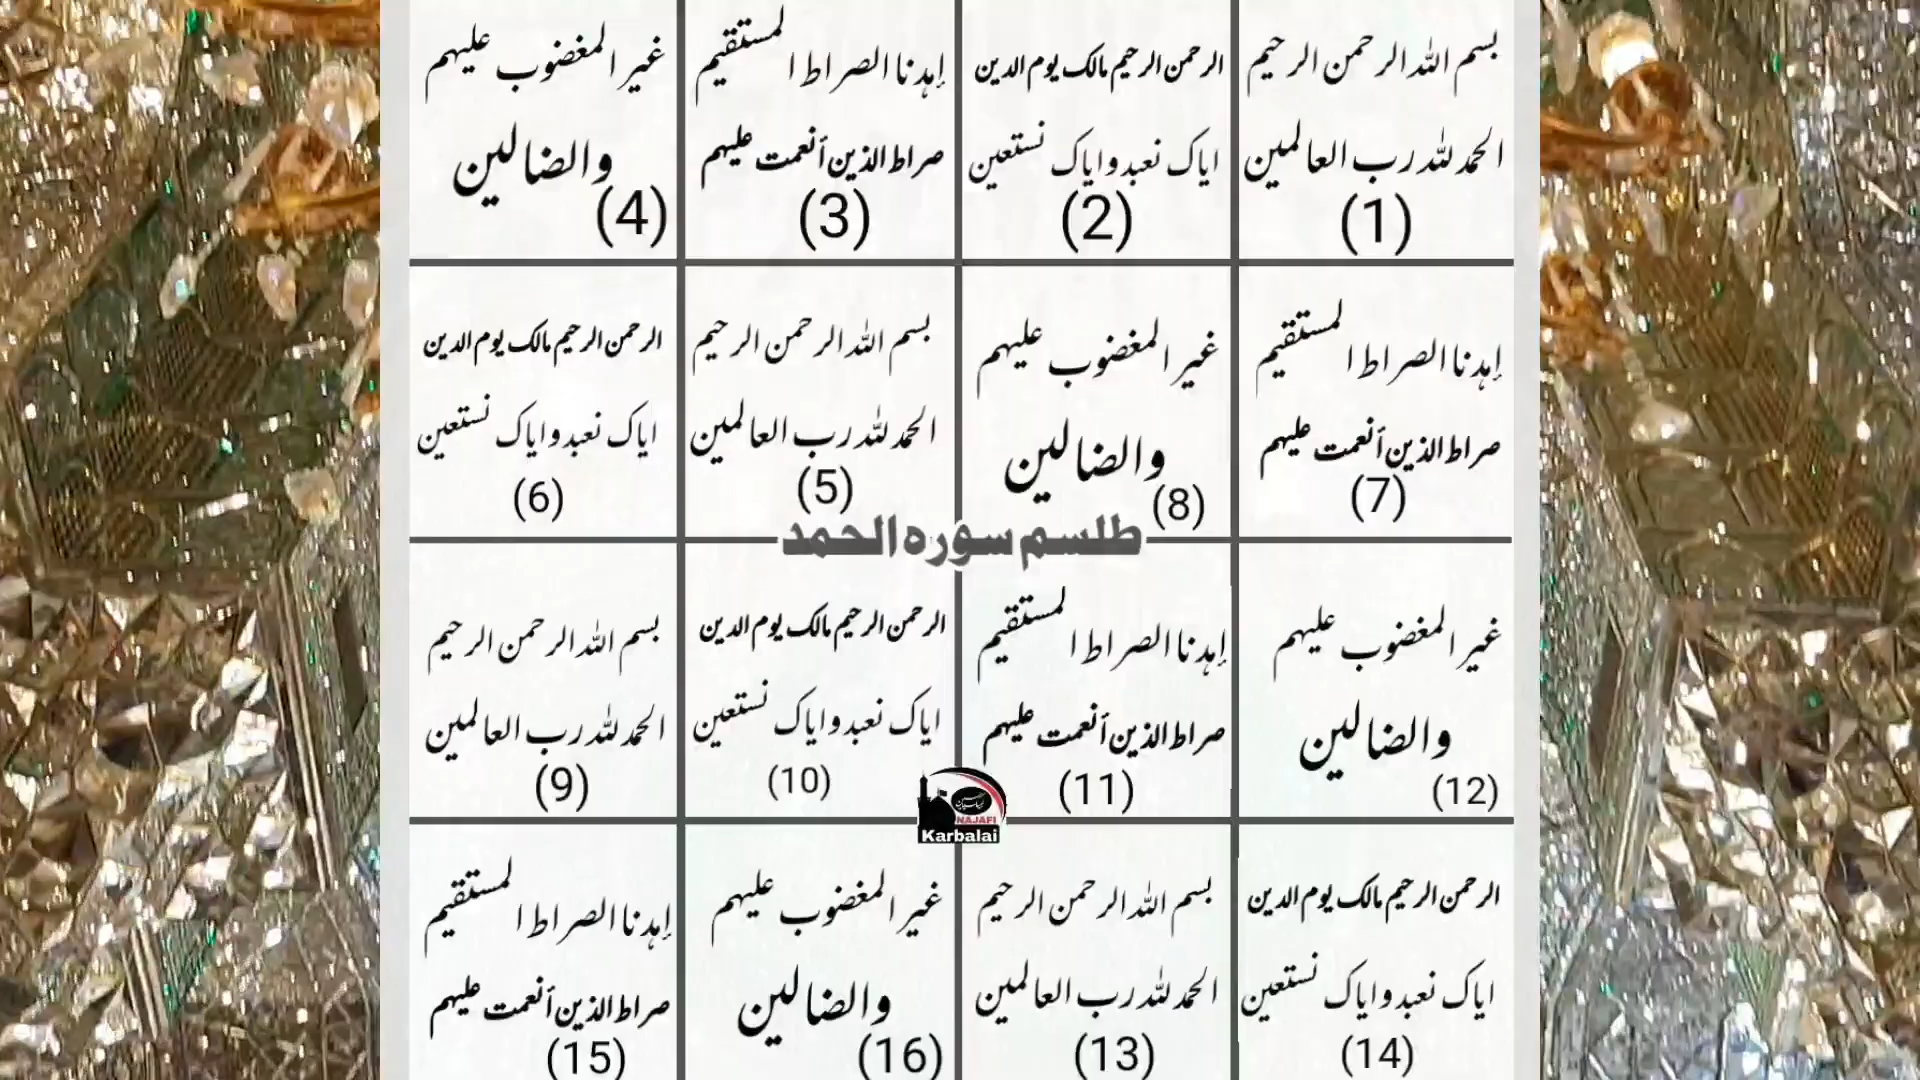 بسم اللہ الرحمن الرحیم
الحمد للہ رب العالمین
(1)
الرحمن الرحیم مالک یوم الدین
ایاک نعبد وایاک نستعین
(2)
إہدنا الصراط المستقیم
صراط الذین أنعمت علیہم
(3)
غیر المغضوب علیہم
والضالین
(4)
إہدنا الصراط المستقیم
صراط الذین أنعمت علیہم
(7)
غیر المغضوب علیہم
والضالین
(8)
بسم اللہ الرحمن الرحیم
الحمد للہ رب العالمین
(5)
الرحمن الرحیم مالک یوم الدین
ایاک نعبد وایاک نستعین
(6)
طلسم سورہ الحمد
غیر المغضوب علیہم
والضالین
(12)
إہدنا الصراط المستقیم
صراط الذین أنعمت علیہم
(11)
الرحمن الرحیم مالک یوم الدین
ایاک نعبد وایاک نستعین
(10)
بسم اللہ الرحمن الرحیم
الحمد للہ رب العالمین
(9)
NAJAFI
Karbalai
الرحمن الرحیم مالک یوم الدین
ایاک نعبد وایاک نستعین
(14)
بسم اللہ الرحمن الرحیم
الحمد للہ رب العالمین
(13)
غیر المغضوب علیہم
والضالین
(16)
إہدنا الصراط المستقیم
صراط الذین أنعمت علیہم
(15)